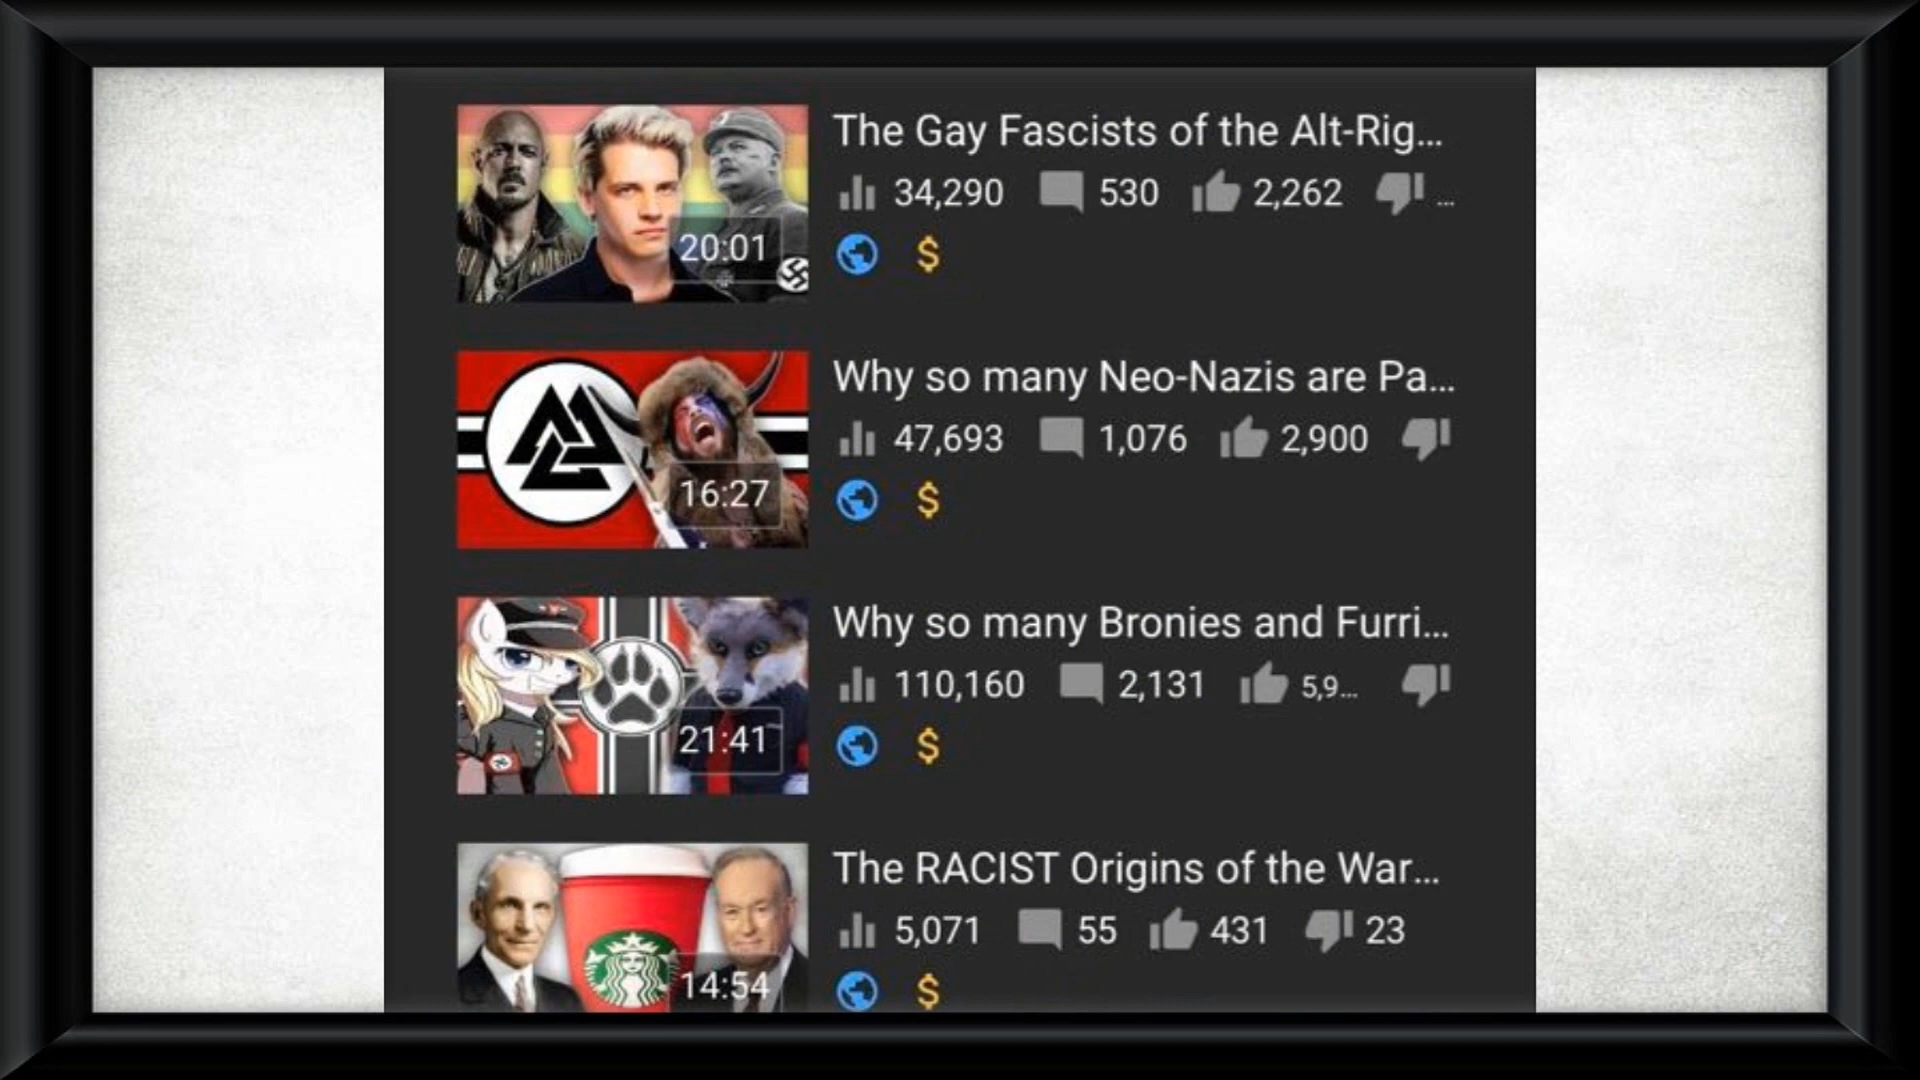 The Gay Fascists of the Alt-Rig...
34,290 530 2,262 ...
20:01
$
Why so many Neo-Nazis are Pa...
47,693 1,076 2,900
16:27
$
Why so many Bronies and Furri...
110,160 2,131 5,9...
21:41
$
The RACIST Origins of the War...
5,071 55 431 23
14:54
$